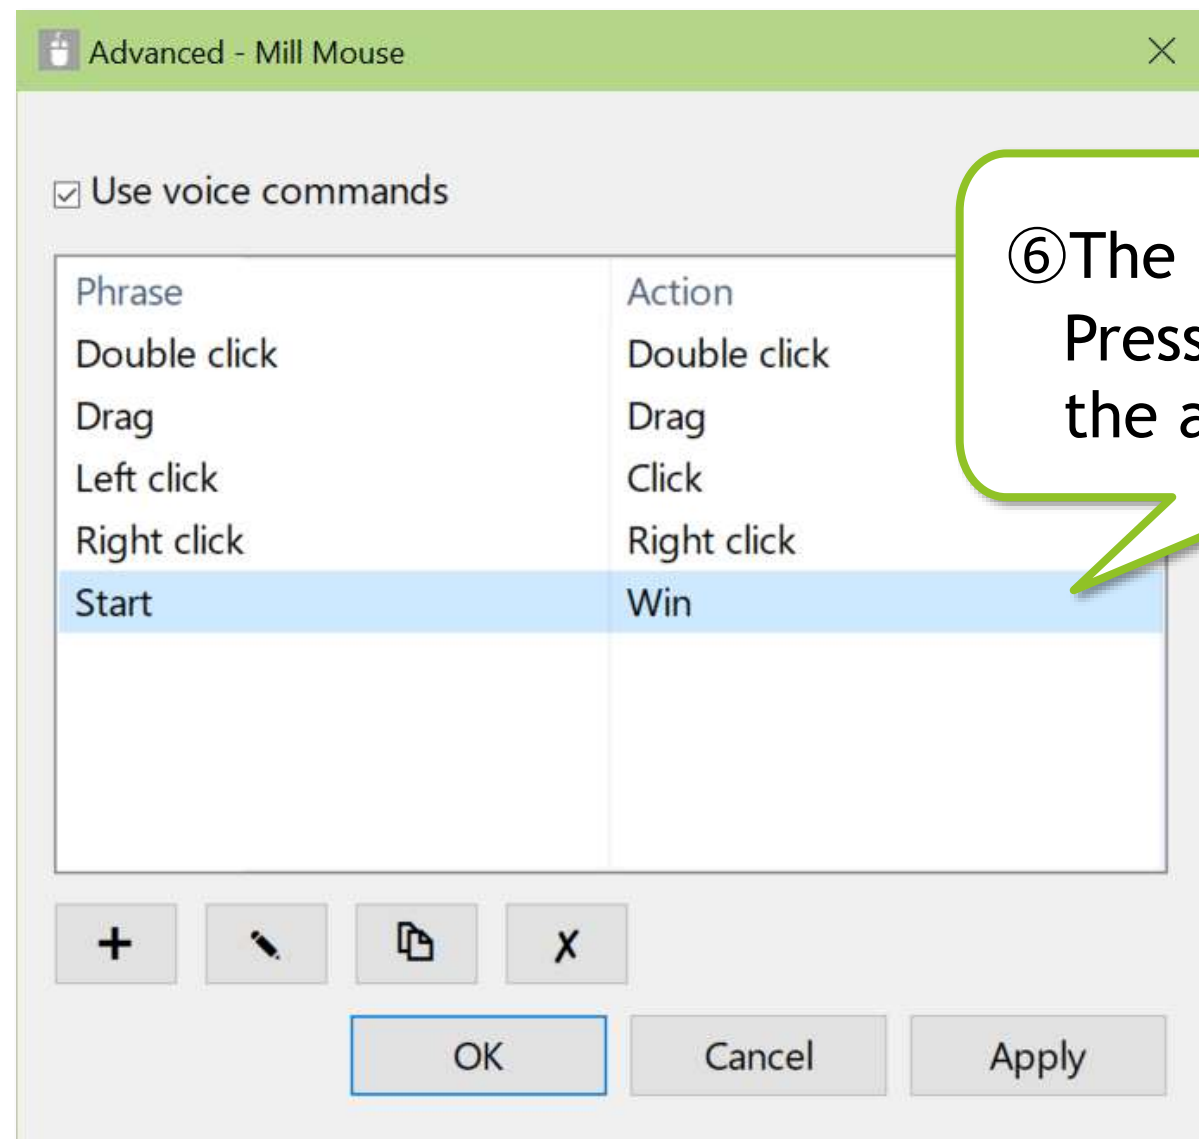 Advanced - Mill Mouse
Use voice commands
Phrase Action
Double click Double click
Drag Drag
Left click Click
Right click Right click
Start Win
⑥The
Press
the a
OK Cancel Apply